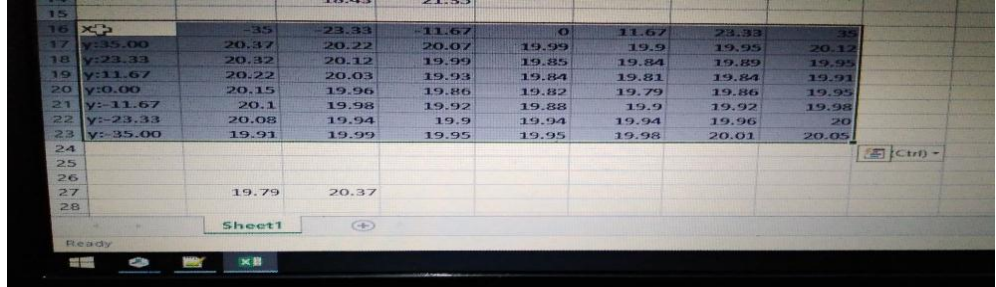 18.43 21.55
15
16 x -35 -23.33 -11.67 0 11.67 23.33 35
17 y:35.00 20.37 20.22 20.07 19.99 19.9 19.95 20.12
18 y:23.33 20.32 20.12 19.99 19.85 19.84 19.89 19.95
19 y:11.67 20.22 20.03 19.93 19.84 19.81 19.84 19.91
20 y:0.00 20.15 19.96 19.86 19.82 19.79 19.86 19.95
21 y:-11.67 20.1 19.98 19.92 19.88 19.9 19.92 19.98
22 y:-23.33 20.08 19.94 19.9 19.94 19.94 19.96 20
23 y:-35.00 19.91 19.99 19.95 19.95 19.98 20.01 20.05
24 (Ctrl)
25
26
27 19.79 20.37
28
Sheet1
Ready